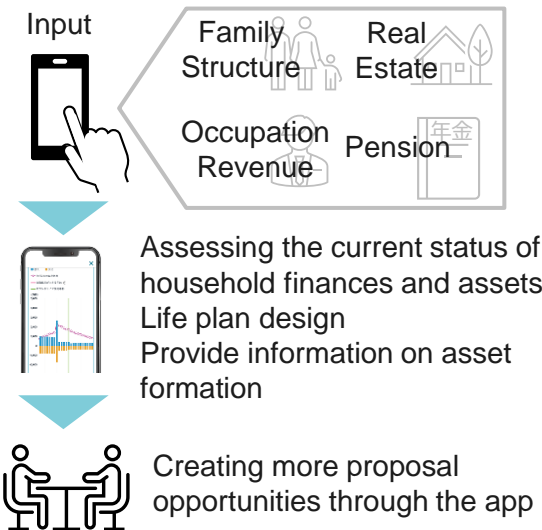 Input
Family
Structure
Real
Estate
Occupation
Revenue
Pension
年金
Assessing the current status of
household finances and assets
Life plan design
Provide information on asset
formation
Creating more proposal
opportunities through the app